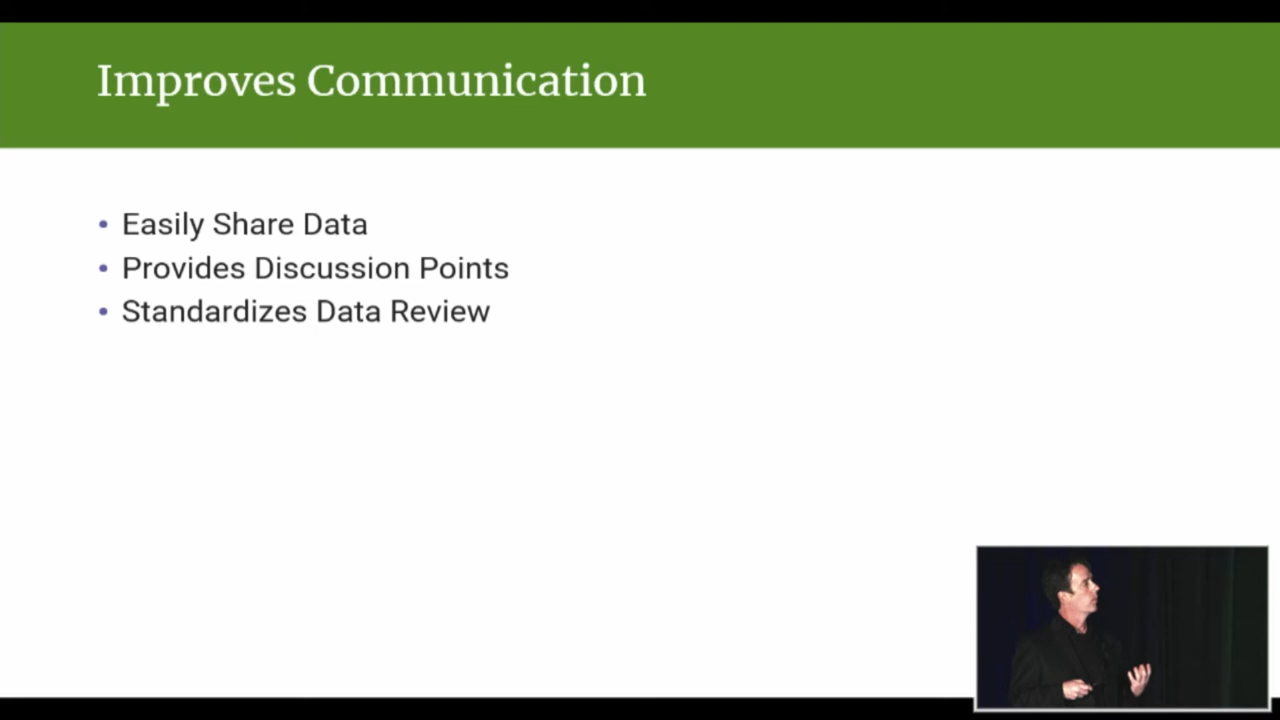 Improves Communication
• Easily Share Data
• Provides Discussion Points
• Standardizes Data Review